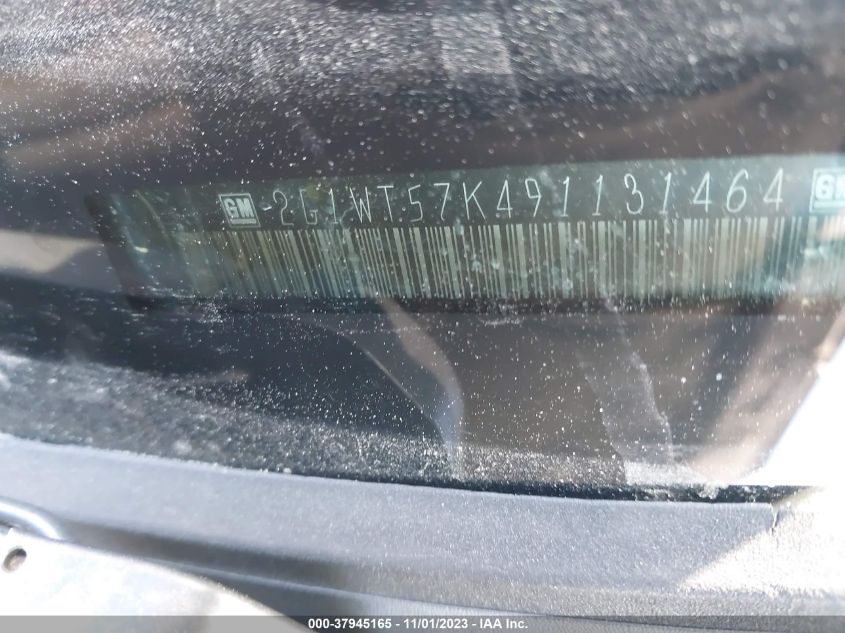 GM 2G1WT57K491131464 GM
000-37945165 - 11/01/2023 - IAA Inc.